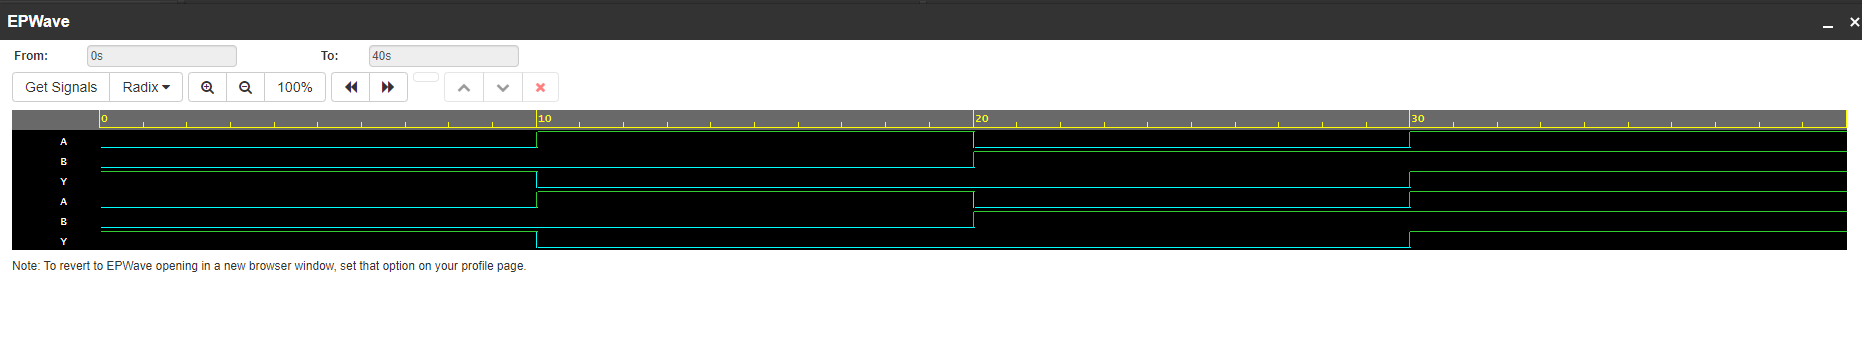 EPWave
From: 0s To: 40s
Get Signals Radix 100%
0 10 20 30
A
B
Y
A
B
Y
Note: To revert to EPWave opening in a new browser window, set that option on your profile page.